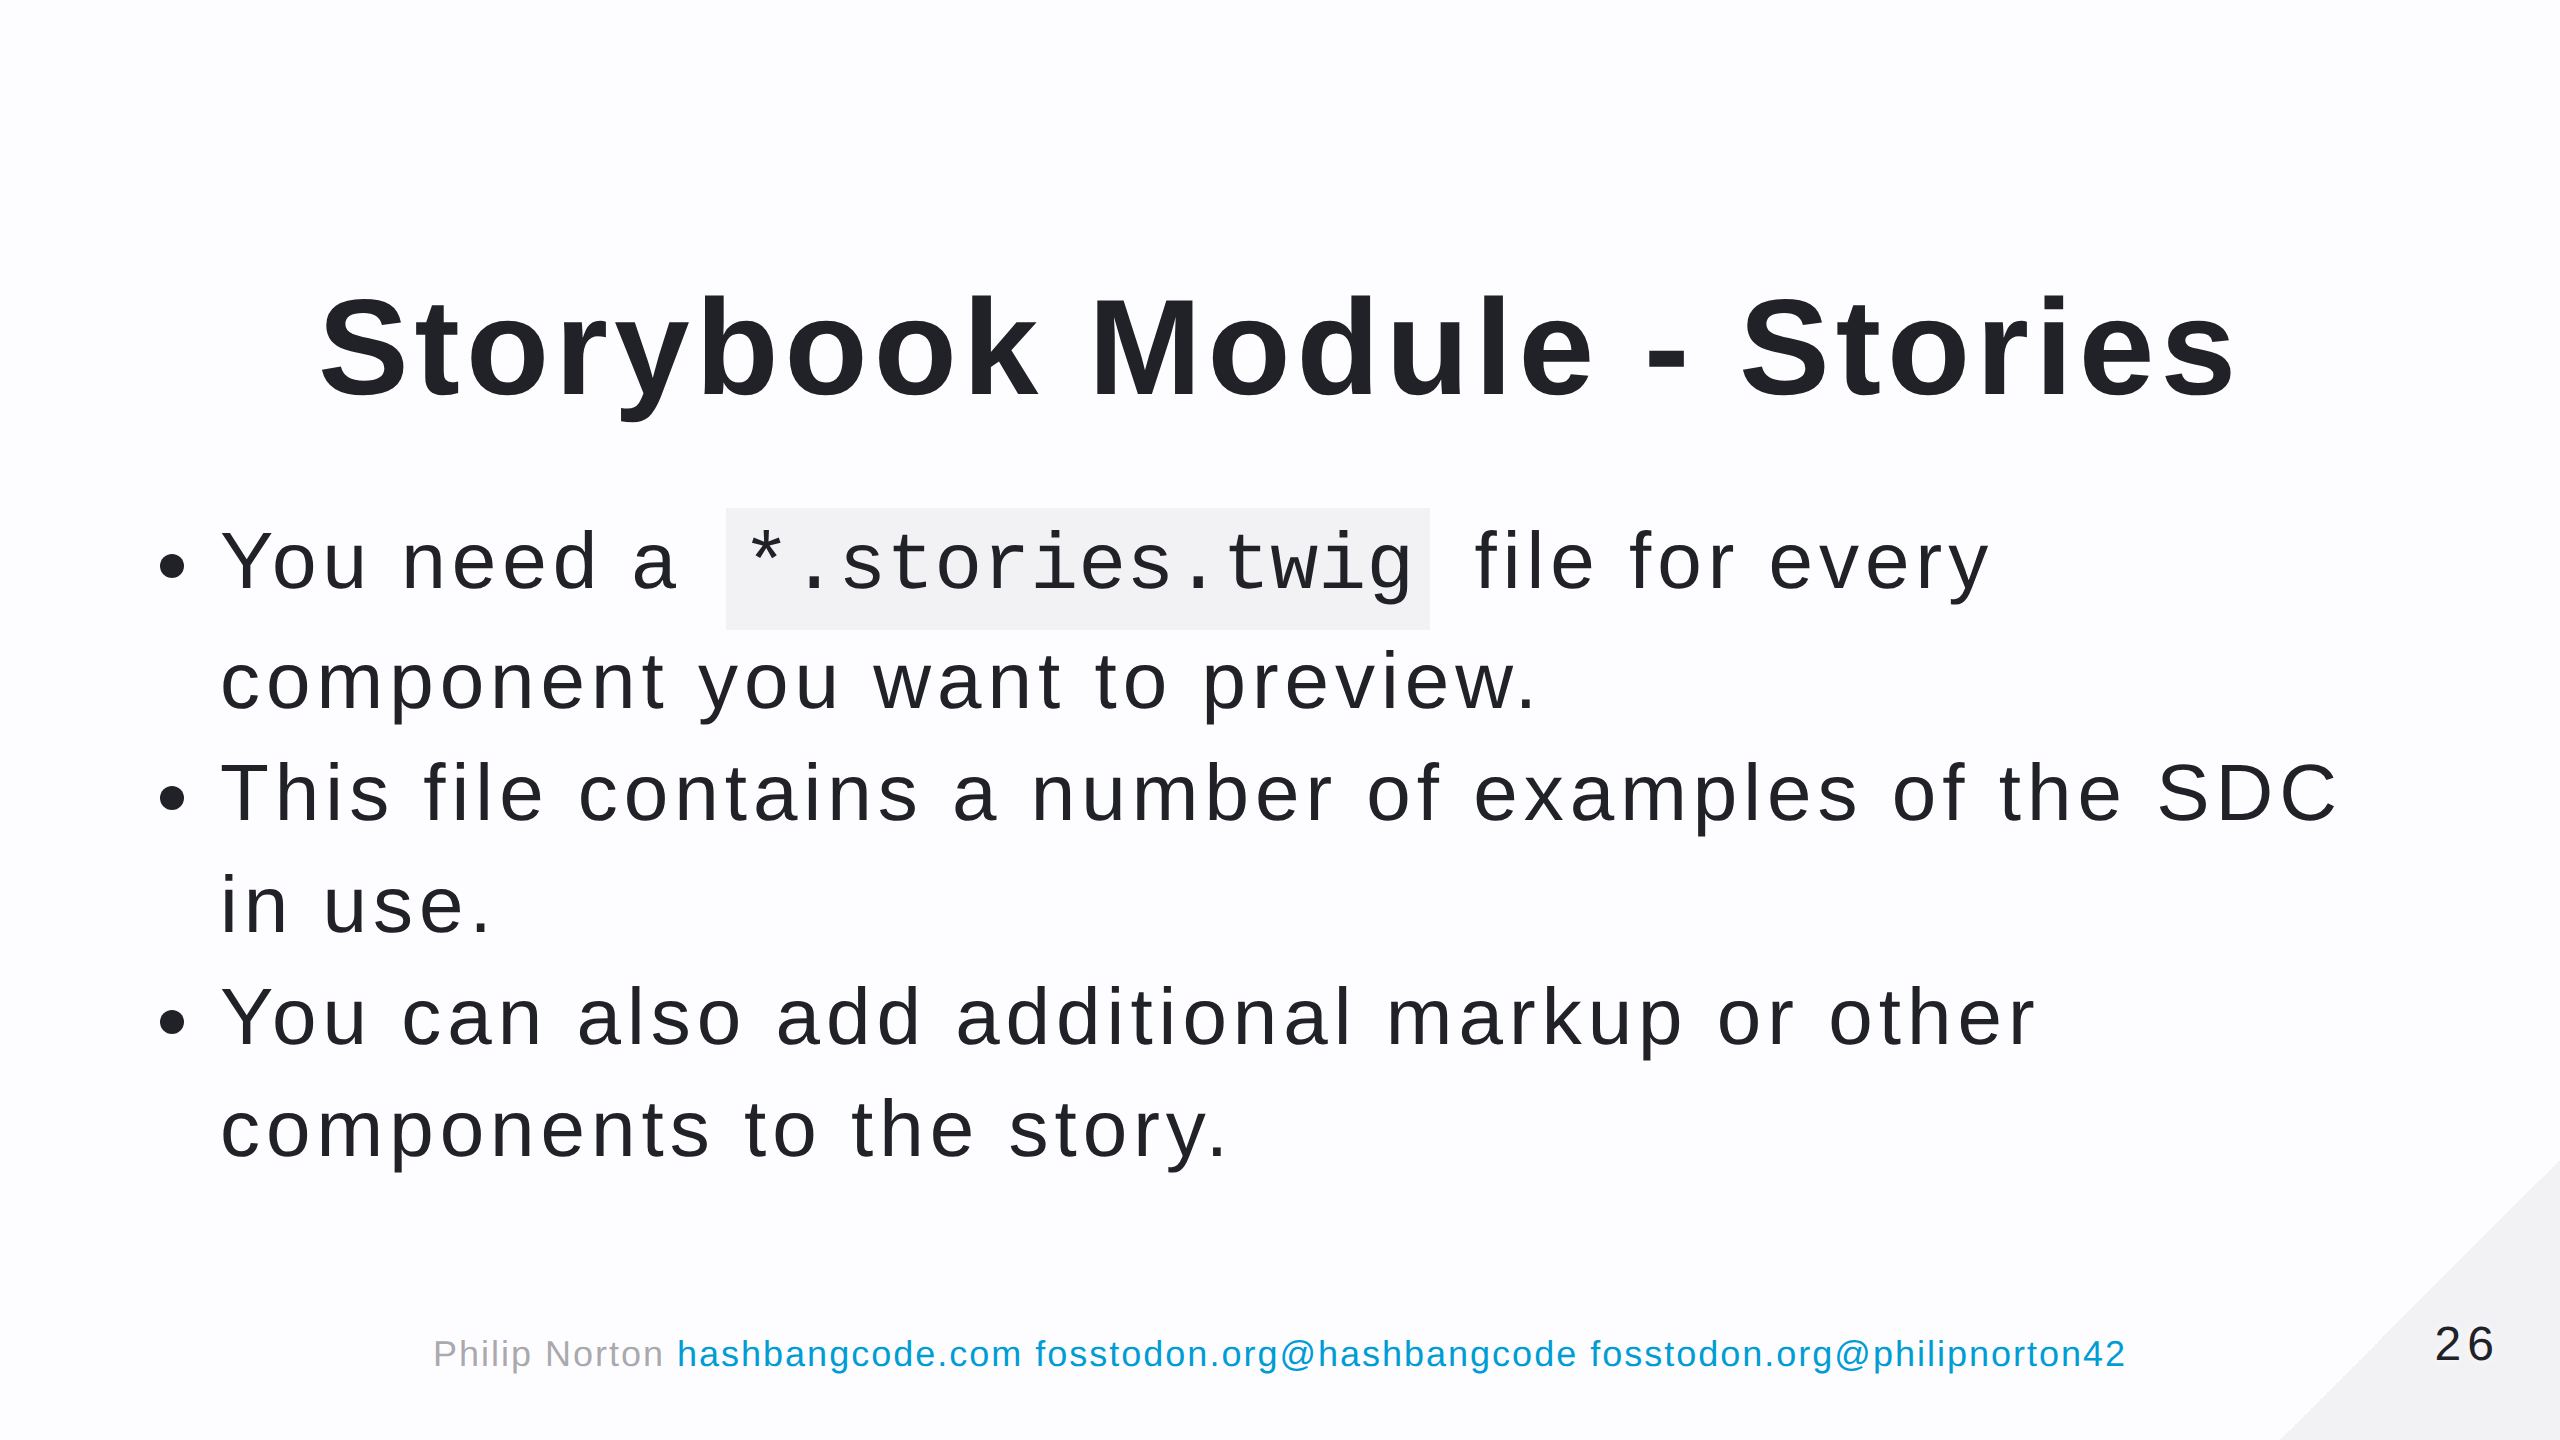 Storybook Module - Stories
• You need a *.stories.twig file for every
component you want to preview.
• This file contains a number of examples of the SDC
in use.
• You can also add additional markup or other
components to the story.
Philip Norton hashbangcode.com fosstodon.org@hashbangcode fosstodon.org@philipnorton42
26